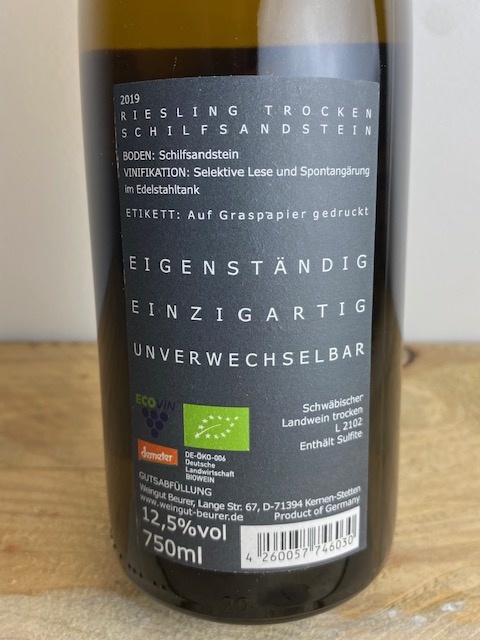 2019
RIESLING TROCKEN
SCHILFSANDSTEIN
BODEN: Schilfsandstein
VINIFIKATION: Selektive Lese und Spontangärung
im Edelstahltank
ETIKETT: Auf Graspapier gedruckt
EIGENSTÄNDIG
EINZIGARTIG
UNVERWECHSELBAR
ECOVIN
demeter
DE-ÖKO-006
Deutsche
Landwirtschaft
BIOWEIN
Schwäbischer
Landwein trocken
L 2102
Enthält Sulfite
GUTSABFÜLLUNG
Weingut Beurer, Lange Str. 67, D-71394 Kernen-Stetten
www.weingut-beurer.de
Product of Germany
12,5%vol
750ml
4 260057 746030